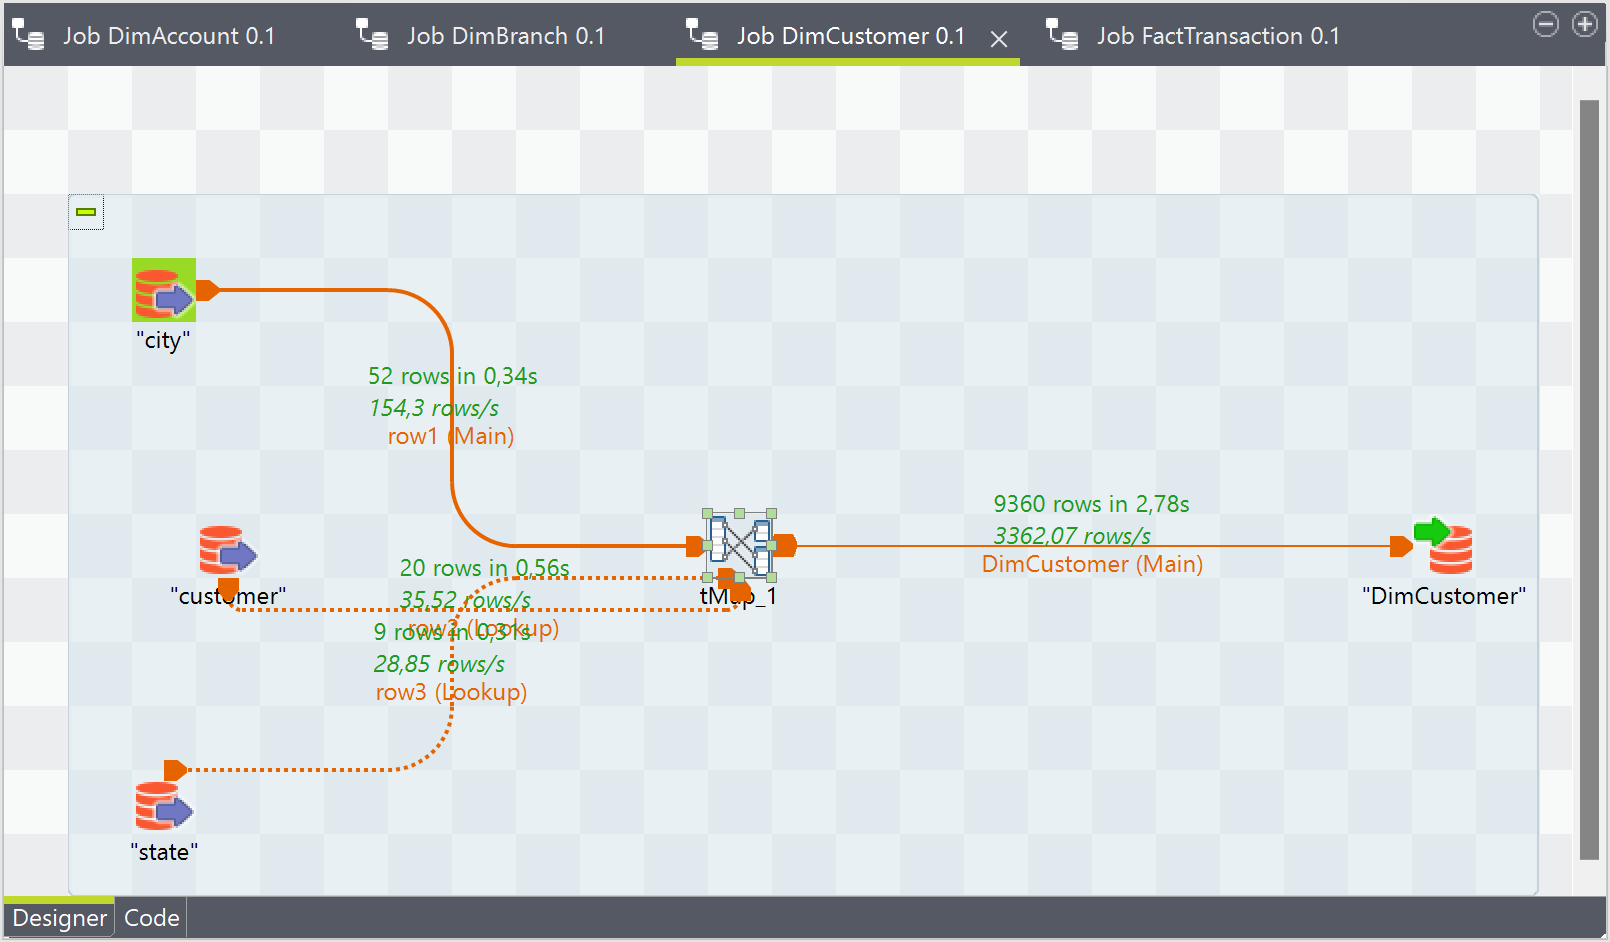 Job DimAccount 0.1
Job DimBranch 0.1
Job DimCustomer 0.1
Job FactTransaction 0.1
"city"
52 rows in 0,34s
154,3 rows/s
row1 (Main)
9360 rows in 2,78s
3362,07 rows/s
DimCustomer (Main)
"customer"
20 rows in 0,56s
35,52 rows/s
row2 (Lookup)
tMap_1
"DimCustomer"
9 rows in 0,31s
28,85 rows/s
row3 (Lookup)
"state"
Designer
Code